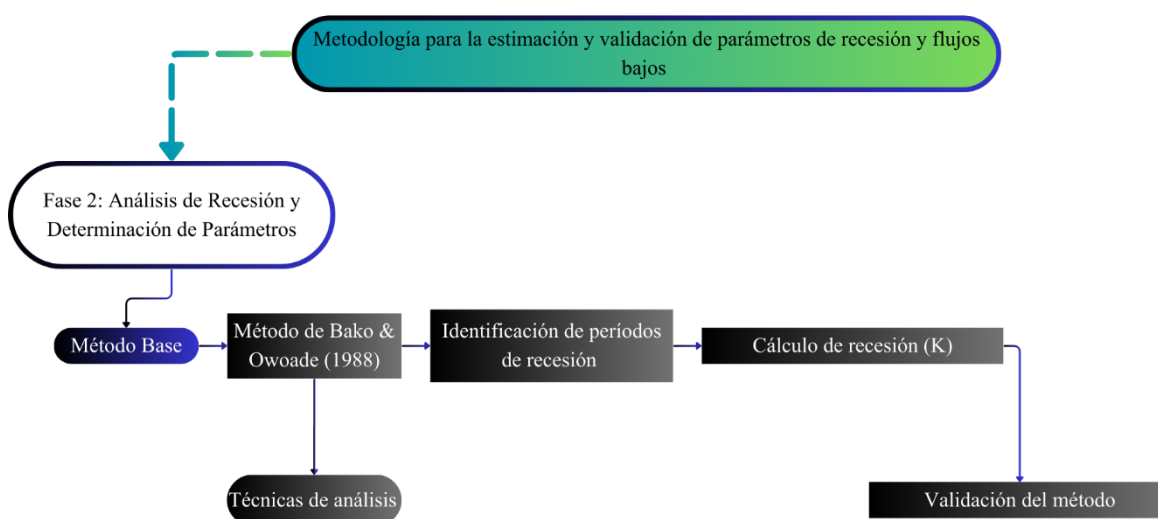 Metodología para la estimación y validación de parámetros de recesión y flujos
bajos
Fase 2: Análisis de Recesión y
Determinación de Parámetros
Método Base
Método de Bako &
Owoade (1988)
Identificación de períodos
de recesión
Cálculo de recesión (K)
Técnicas de análisis
Validación del método